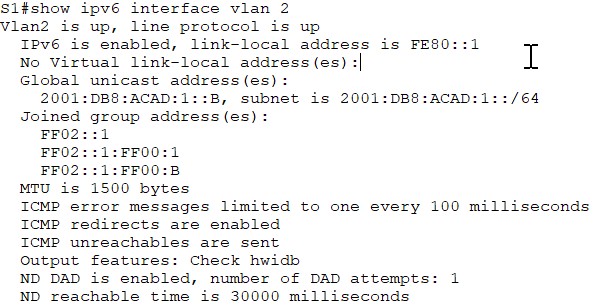 S1#show ipv6 interface vlan 2
Vlan2 is up, line protocol is up
  IPv6 is enabled, link-local address is FE80::1
  No Virtual link-local address(es):
  Global unicast address(es):
    2001:DB8:ACAD:1::B, subnet is 2001:DB8:ACAD:1::/64
  Joined group address(es):
    FF02::1
    FF02::1:FF00:1
    FF02::1:FF00:B
  MTU is 1500 bytes
  ICMP error messages limited to one every 100 milliseconds
  ICMP redirects are enabled
  ICMP unreachables are sent
  Output features: Check hwidb
  ND DAD is enabled, number of DAD attempts: 1
  ND reachable time is 30000 milliseconds